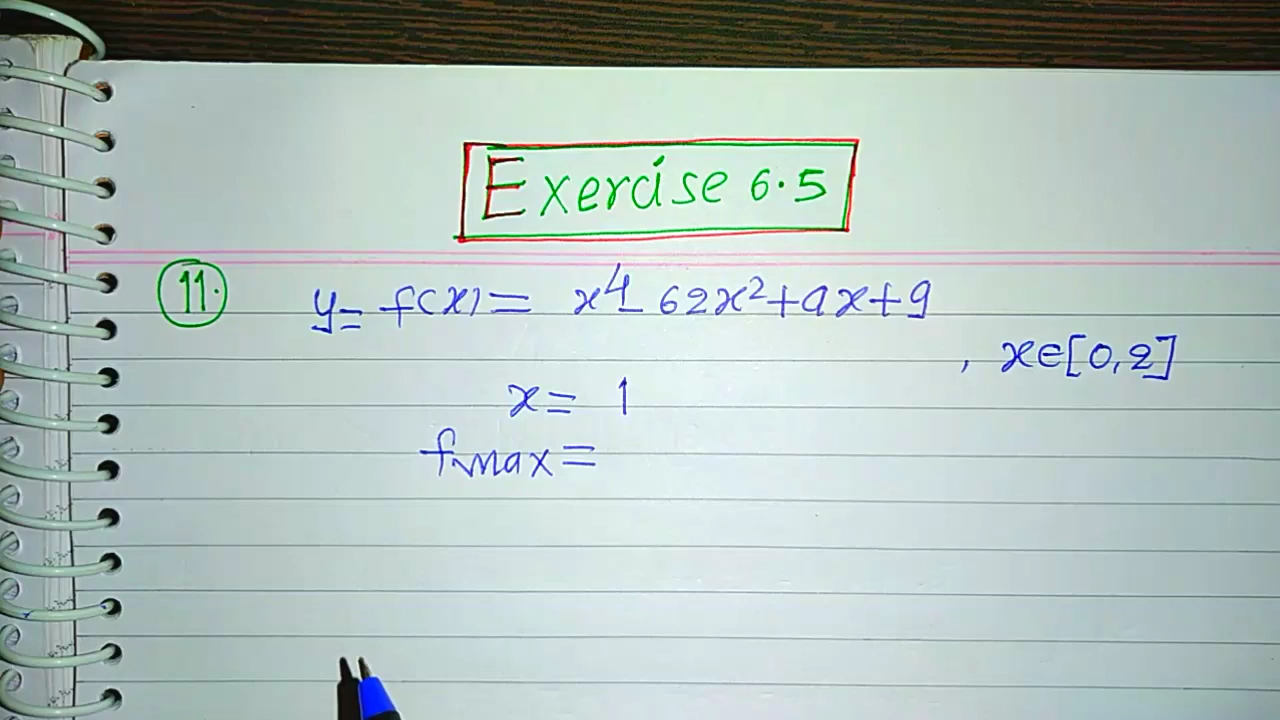 Exercise 6.5
11. y= f(x)= x⁴-62x²+ax+9
, x∈[0,2]
x= 1
fmax=